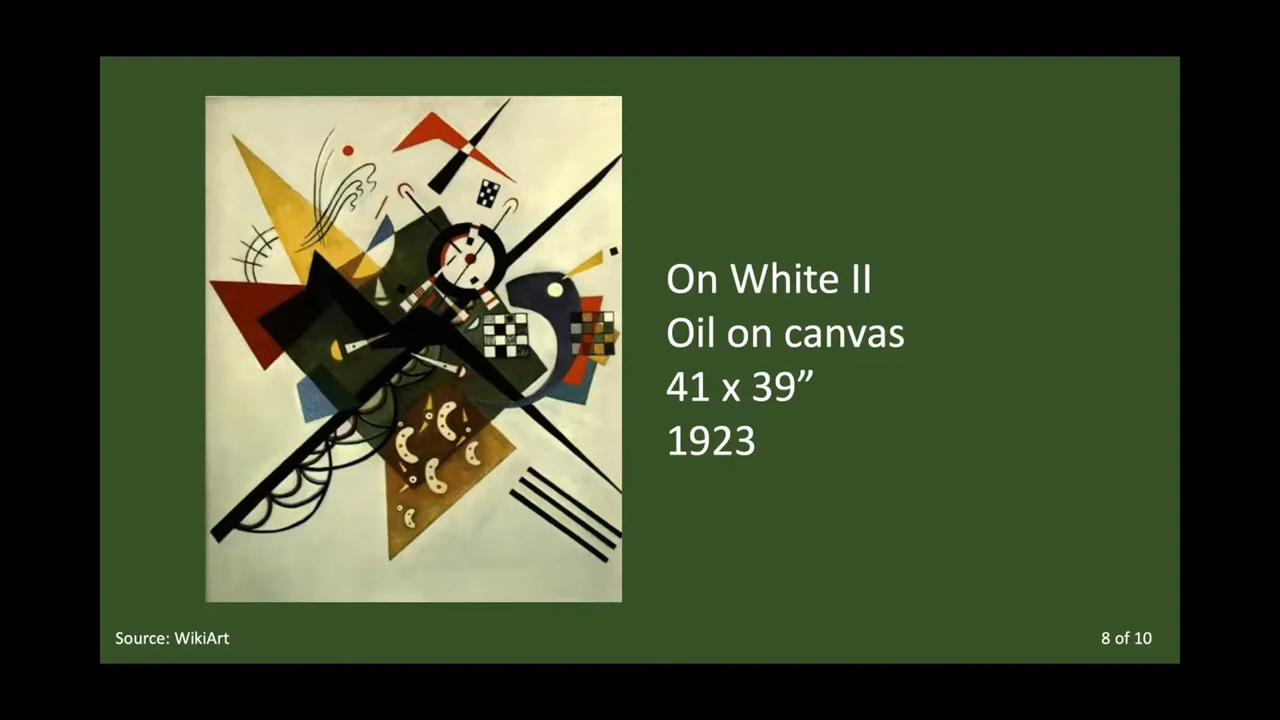 On White II
Oil on canvas
41 x 39”
1923
Source: WikiArt
8 of 10